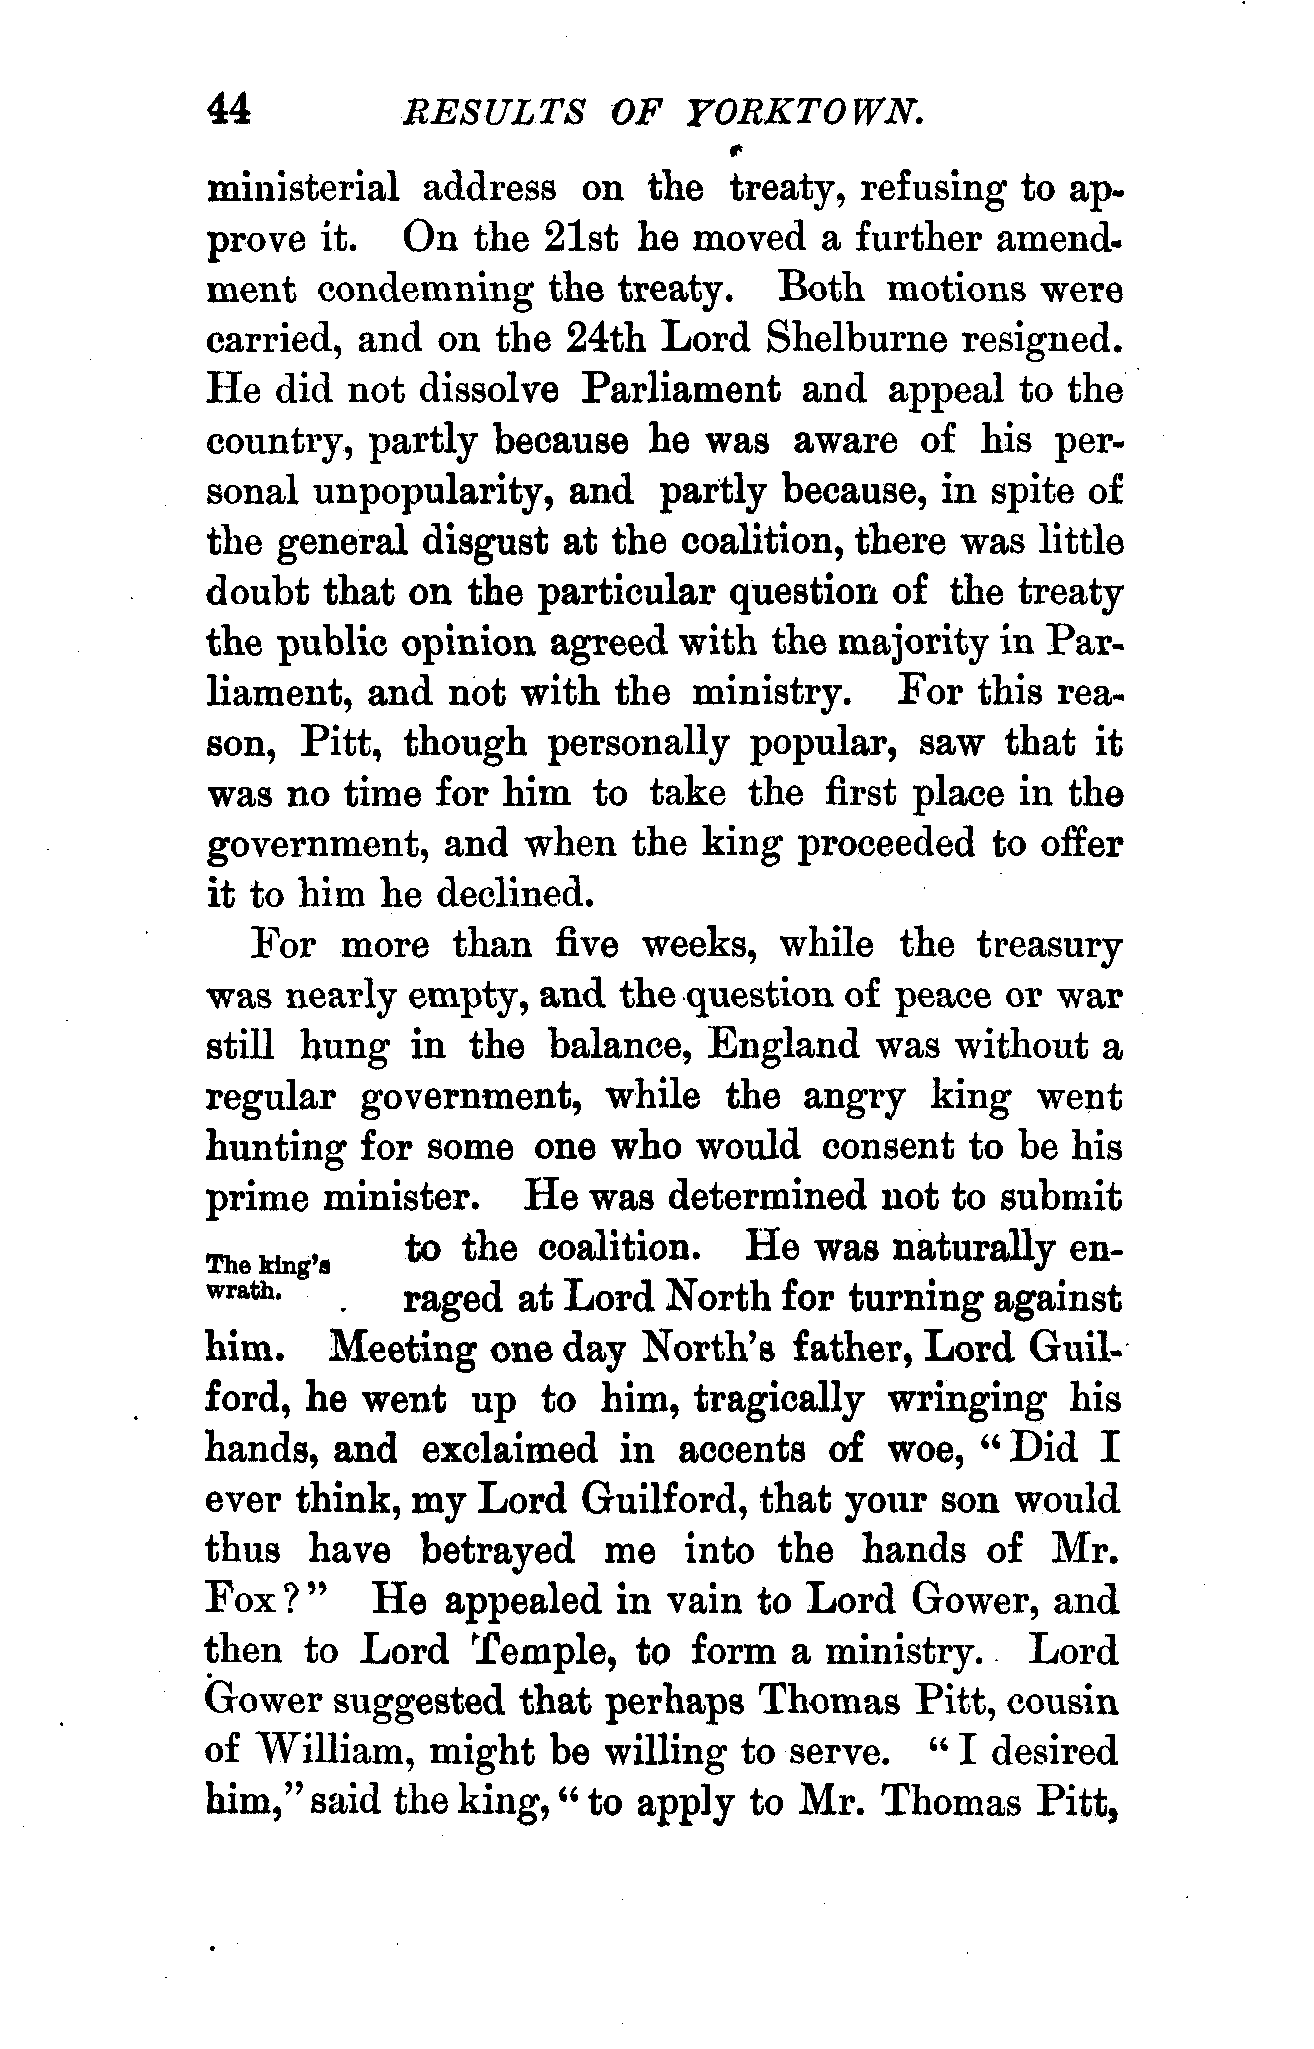 44 RESULTS OF YORKTOWN.
ministerial address on the treaty, refusing to ap-
prove it. On the 21st he moved a further amend-
ment condemning the treaty. Both motions were
carried, and on the 24th Lord Shelburne resigned.
He did not dissolve Parliament and appeal to the
country, partly because he was aware of his per-
sonal unpopularity, and partly because, in spite of
the general disgust at the coalition, there was little
doubt that on the particular question of the treaty
the public opinion agreed with the majority in Par-
liament, and not with the ministry. For this rea-
son, Pitt, though personally popular, saw that it
was no time for him to take the first place in the
government, and when the king proceeded to offer
it to him he declined.
For more than five weeks, while the treasury
was nearly empty, and the question of peace or war
still hung in the balance, England was without a
regular government, while the angry king went
hunting for some one who would consent to be his
prime minister. He was determined not to submit
The king's
wrath.
to the coalition. He was naturally en-
raged at Lord North for turning against
him. Meeting one day North's father, Lord Guil-
ford, he went up to him, tragically wringing his
hands, and exclaimed in accents of woe, "Did I
ever think, my Lord Guilford, that your son would
thus have betrayed me into the hands of Mr.
Fox?" He appealed in vain to Lord Gower, and
then to Lord Temple, to form a ministry. Lord
Gower suggested that perhaps Thomas Pitt, cousin
of William, might be willing to serve. "I desired
him," said the king, "to apply to Mr. Thomas Pitt,